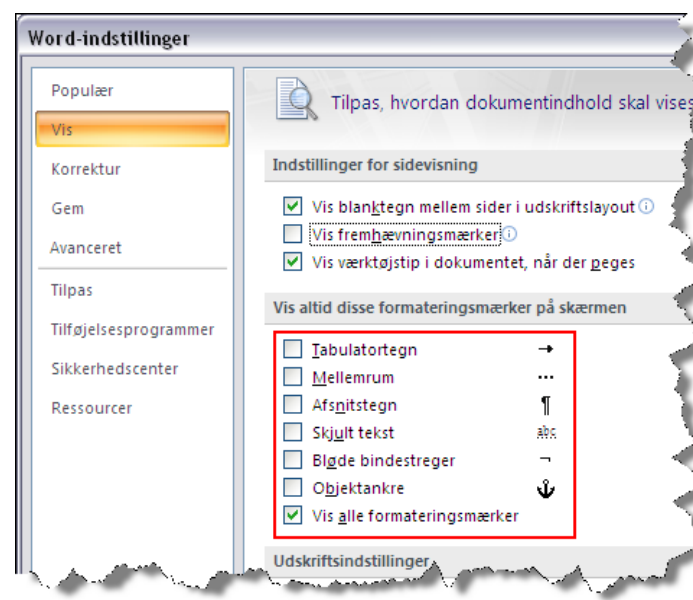 Word-indstillinger
Populær
Vis
Korrektur
Gem
Avanceret
Tilpas
Tilføjelsesprogrammer
Sikkerhedscenter
Ressourcer
Tilpas, hvordan dokumentindhold skal vises
Indstillinger for sidevisning
Vis blanktegn mellem sider i udskriftslayout
Vis fremhævningsmærker
Vis værktøjstip i dokumentet, når der peges
Vis altid disse formateringsmærker på skærmen
Tabulatortegn →
Mellemrum ···
Afsnitstegn ¶
Skjult tekst abc
Bløde bindestreger ¬
Objektankre
Vis alle formateringsmærker
Udskriftsindstillinger